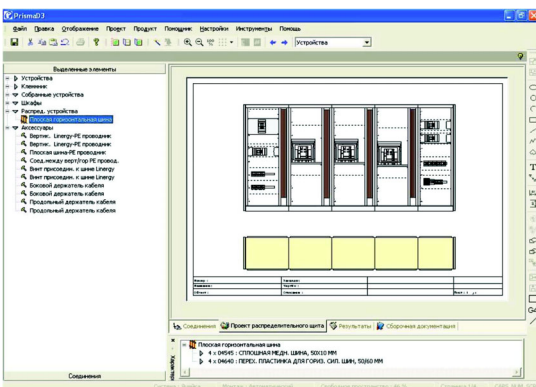 PrismaD3
Файл Правка Отображение Проект Продукт Помощник Настройки Инструменты Помощь
Устройства
Выделенные элементы
Устройства
Клеммник
Собранные устройства
Шкафы
Распред. устройства
Плоская горизонтальная шина
Аксессуары
Вертик. Linergy-PE проводник
Вертик. Linergy-PE проводник
Плоская шина-PE проводник
Соед.между верт/гор PE провод.
Винт присоедин. к шине Linergy
Винт присоедин. к шине Linergy
Боковой держатель кабеля
Боковой держатель кабеля
Продольный держатель кабеля
Продольный держатель кабеля
Соединения
Соединения Проект распределительного щита Результаты Сборочная документация
Плоская горизонтальная шина
4 x 04545 : СПЛОШНАЯ МЕДН. ШИНА, 50X10 ММ
4 x 04640 : ПЕРЕХ. ПЛАСТИНКА ДЛЯ ГОРИЗ. СИЛ. ШИН, 50/60 ММ